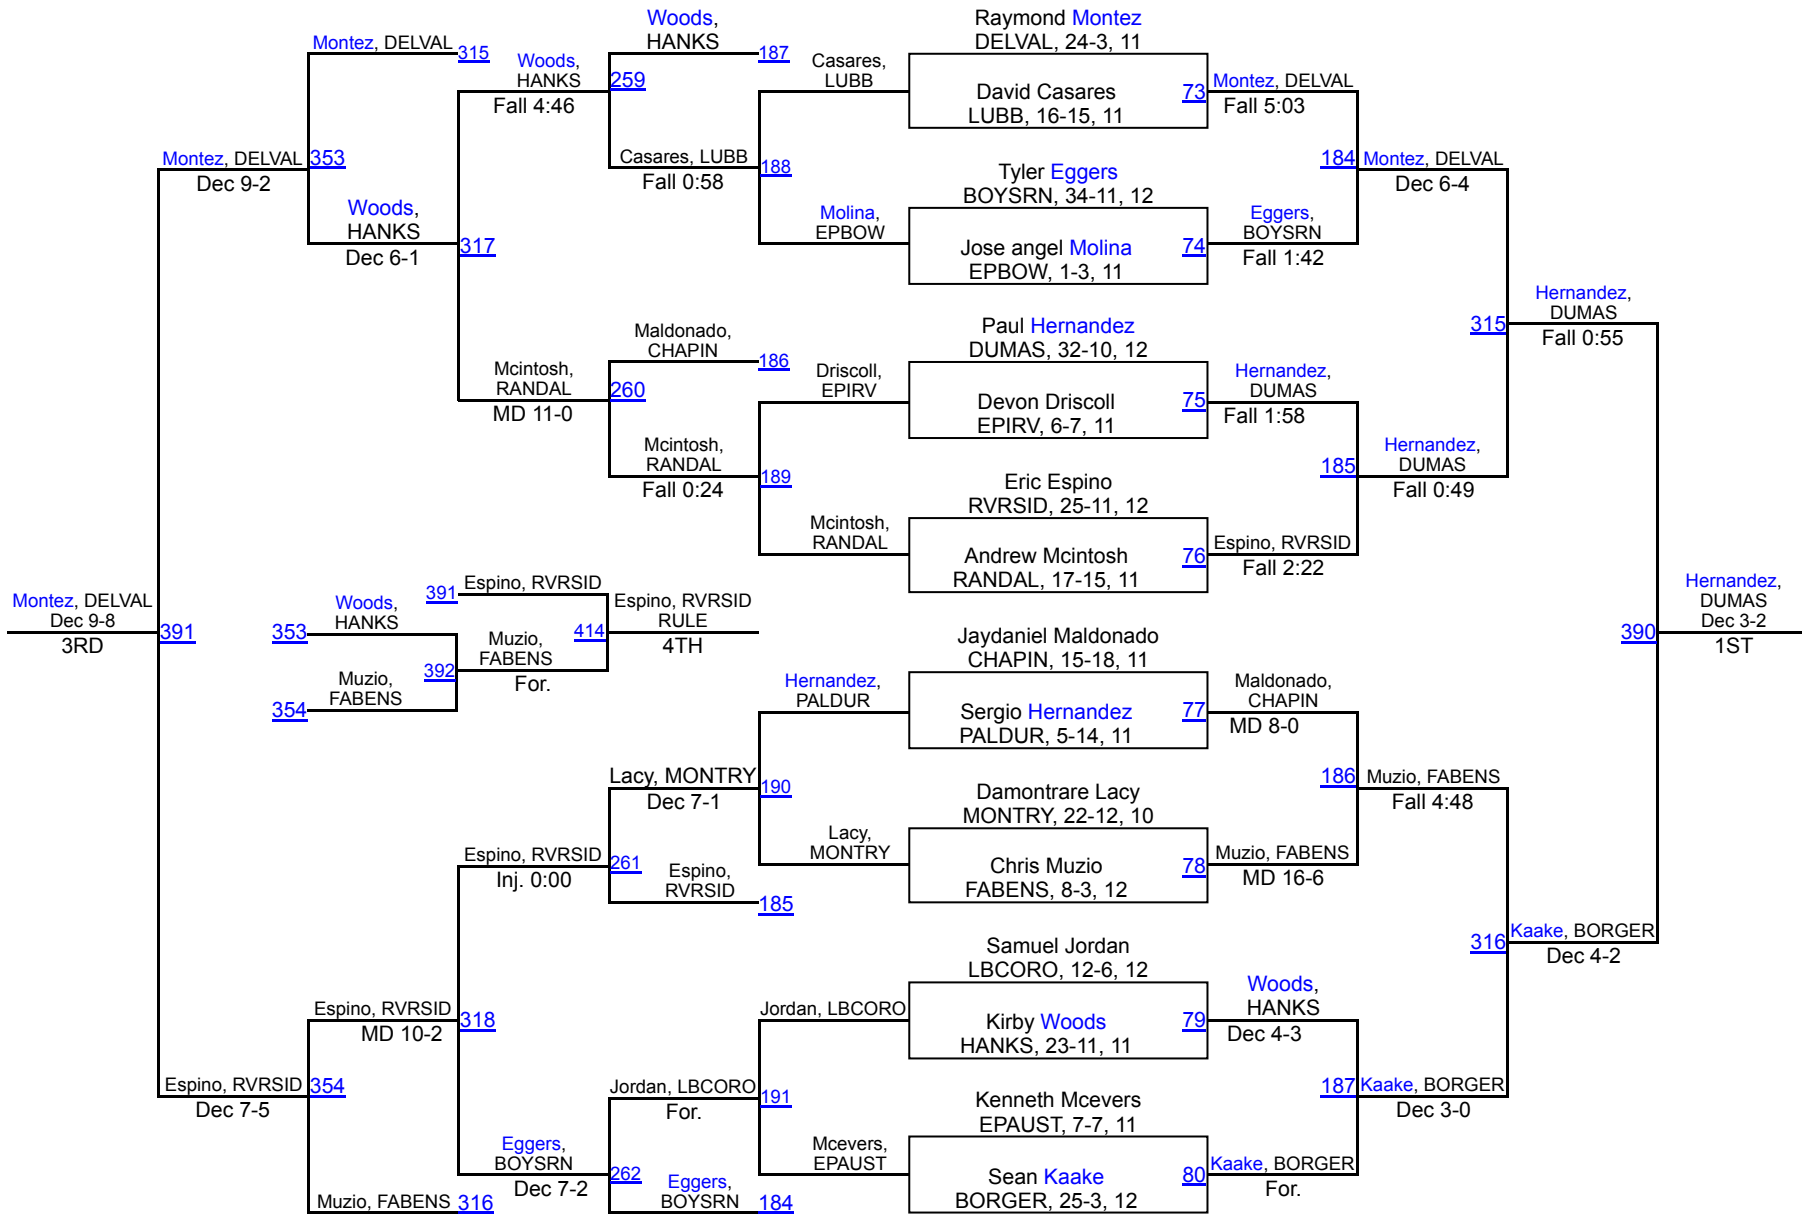 Woods,
HANKS
187
Montez, DELVAL
315
Woods,
HANKS
259
Fall 4:46
Casares,
LUBB
Raymond Montez
DELVAL, 24-3, 11
David Casares
LUBB, 16-15, 11
73
Montez, DELVAL
Fall 5:03
Montez, DELVAL
353
Dec 9-2
Casares, LUBB
188
Fall 0:58
Tyler Eggers
BOYSRN, 34-11, 12
184
Montez, DELVAL
Dec 6-4
Woods,
HANKS
317
Dec 6-1
Molina,
EPBOW
Jose angel Molina
EPBOW, 1-3, 11
74
Eggers,
BOYSRN
Fall 1:42
Maldonado,
CHAPIN
186
Paul Hernandez
DUMAS, 32-10, 12
315
Hernandez,
DUMAS
Fall 0:55
Mcintosh,
RANDAL
260
MD 11-0
Driscoll,
EPIRV
Devon Driscoll
EPIRV, 6-7, 11
75
Hernandez,
DUMAS
Fall 1:58
Mcintosh,
RANDAL
189
Fall 0:24
Eric Espino
RVRSID, 25-11, 12
185
Hernandez,
DUMAS
Fall 0:49
Mcintosh,
RANDAL
Andrew Mcintosh
RANDAL, 17-15, 11
76
Espino, RVRSID
Fall 2:22
Montez, DELVAL
Dec 9-8
3RD
391
353
Woods,
HANKS
391
Espino, RVRSID
414
Espino, RVRSID
RULE
4TH
354
Muzio,
FABENS
392
Muzio,
FABENS
For.
390
Hernandez,
DUMAS
Dec 3-2
1ST
Hernandez,
PALDUR
Jaydaniel Maldonado
CHAPIN, 15-18, 11
Sergio Hernandez
PALDUR, 5-14, 11
77
Maldonado,
CHAPIN
MD 8-0
Lacy, MONTRY
190
Dec 7-1
Damontrare Lacy
MONTRY, 22-12, 10
186
Muzio, FABENS
Fall 4:48
Espino, RVRSID
261
Inj. 0:00
Lacy,
MONTRY
Chris Muzio
FABENS, 8-3, 12
78
Muzio, FABENS
MD 16-6
Espino,
RVRSID
185
Samuel Jordan
LBCORO, 12-6, 12
316
Kaake, BORGER
Dec 4-2
Espino, RVRSID
318
MD 10-2
Jordan, LBCORO
Kirby Woods
HANKS, 23-11, 11
79
Woods,
HANKS
Dec 4-3
Espino, RVRSID
354
Dec 7-5
Jordan, LBCORO
191
For.
Kenneth Mcevers
EPAUST, 7-7, 11
187
Kaake, BORGER
Dec 3-0
Eggers,
BOYSRN
262
Dec 7-2
Mcevers,
EPAUST
Sean Kaake
BORGER, 25-3, 12
80
Kaake, BORGER
For.
Muzio, FABENS
316
Eggers,
BOYSRN
184